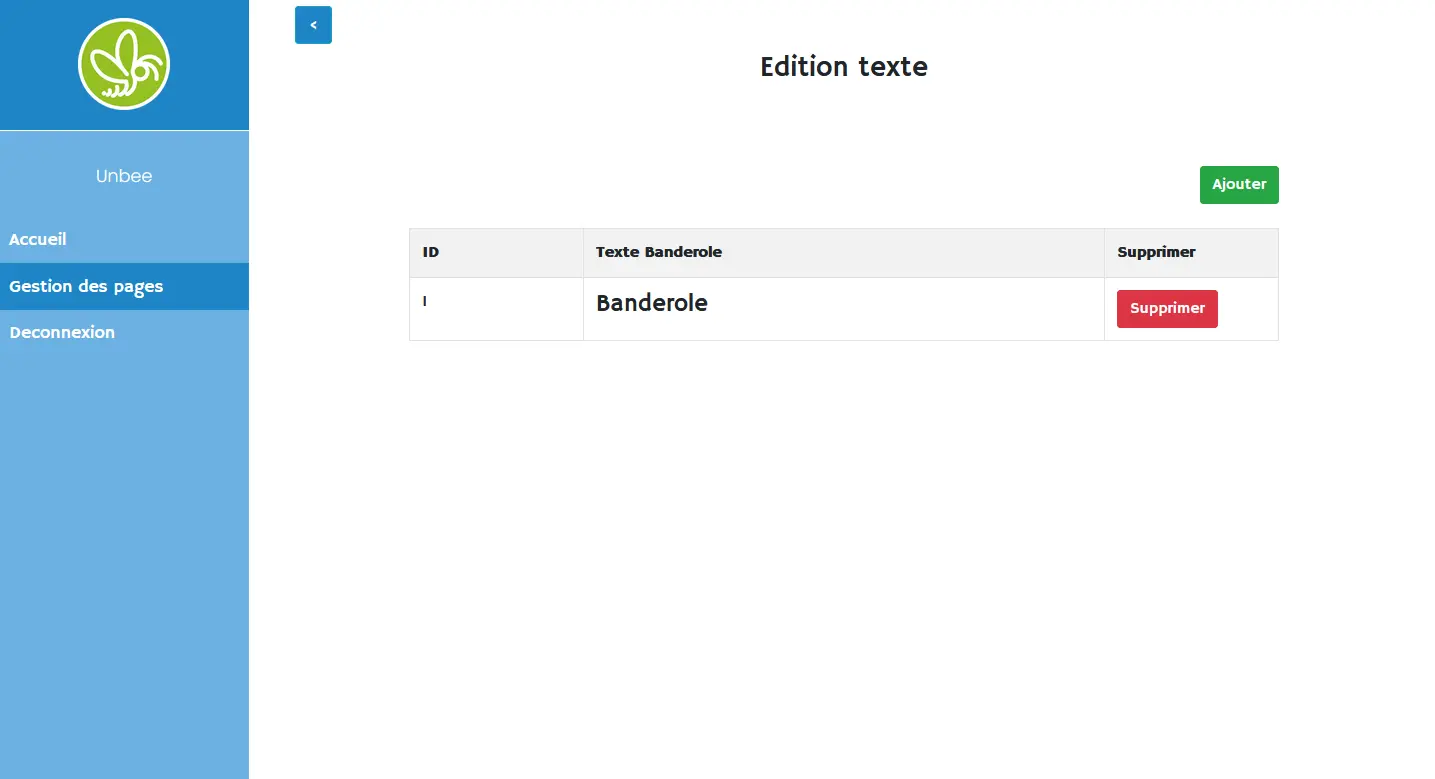 <
Edition texte
Unbee
Ajouter
Accueil
Gestion des pages
Deconnexion
ID Texte Banderole Supprimer
1 Banderole Supprimer